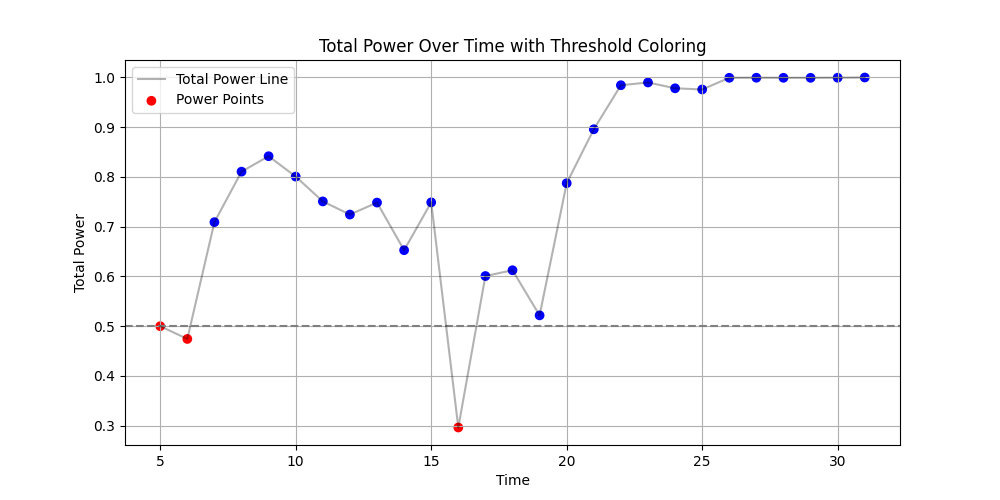 Total Power Over Time with Threshold Coloring
Total Power Line
Power Points
Total Power
1.0
0.9
0.8
0.7
0.6
0.5
0.4
0.3
5 10 15 20 25 30
Time